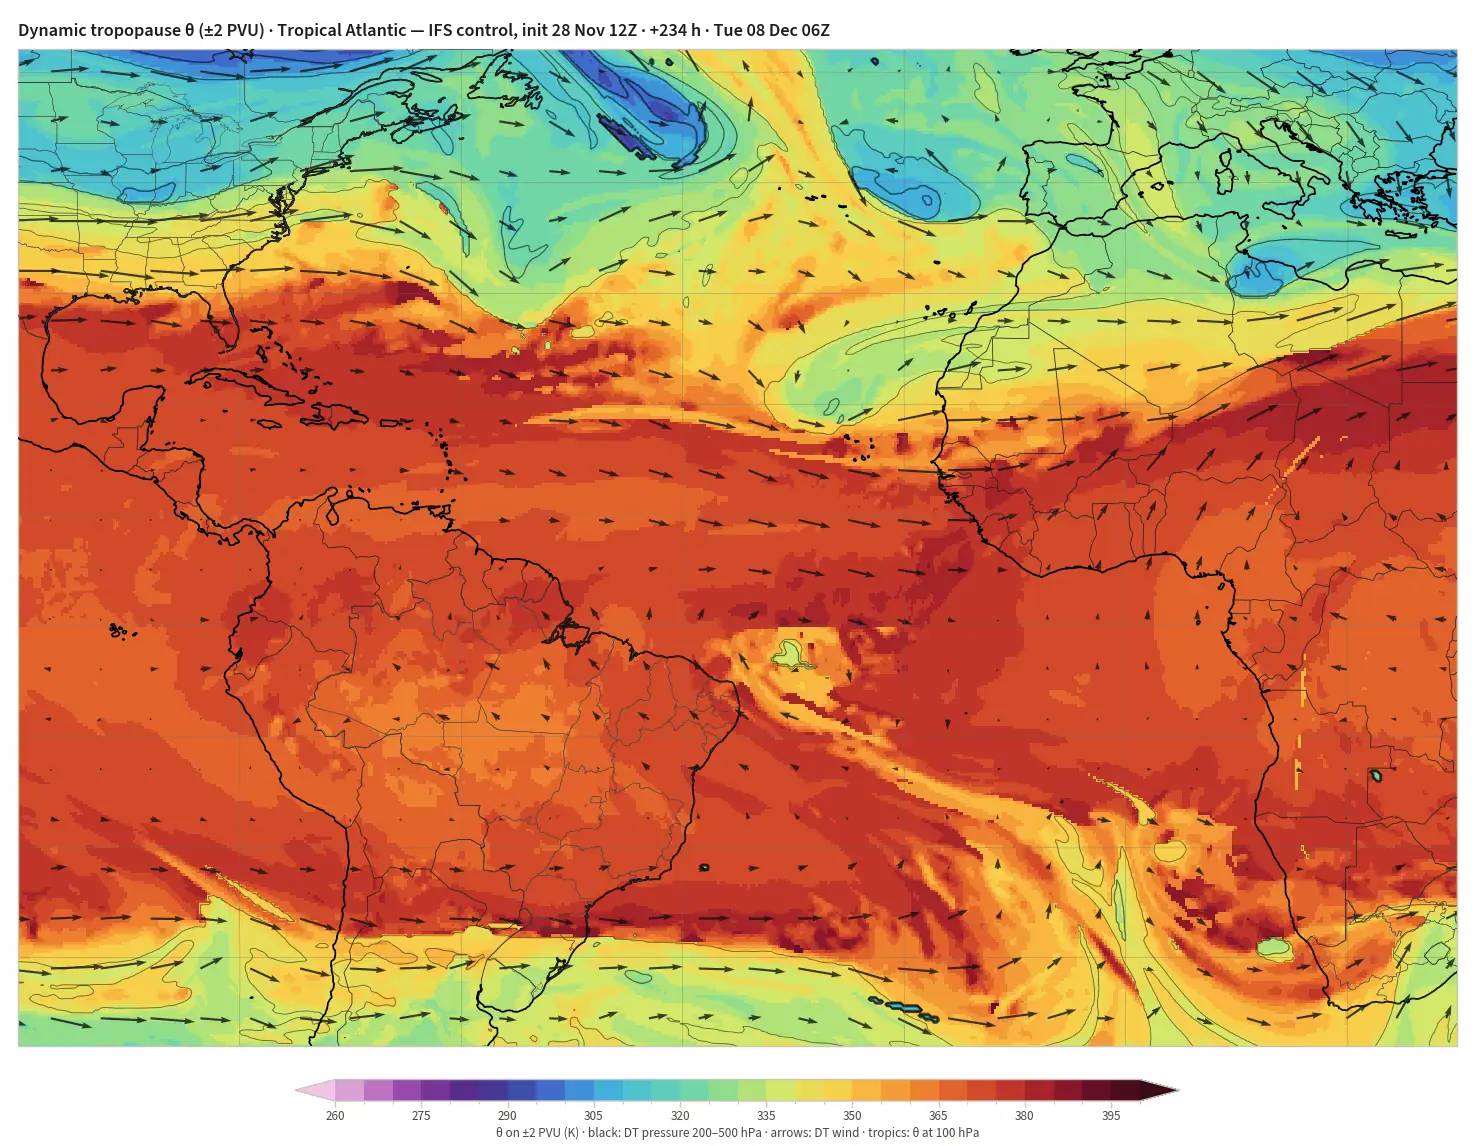 Dynamic tropopause θ (±2 PVU) · Tropical Atlantic — IFS control, init 28 Nov 12Z · +234 h · Tue 08 Dec 06Z
260 275 290 305 320 335 350 365 380 395
θ on ±2 PVU (K) · black: DT pressure 200–500 hPa · arrows: DT wind · tropics: θ at 100 hPa